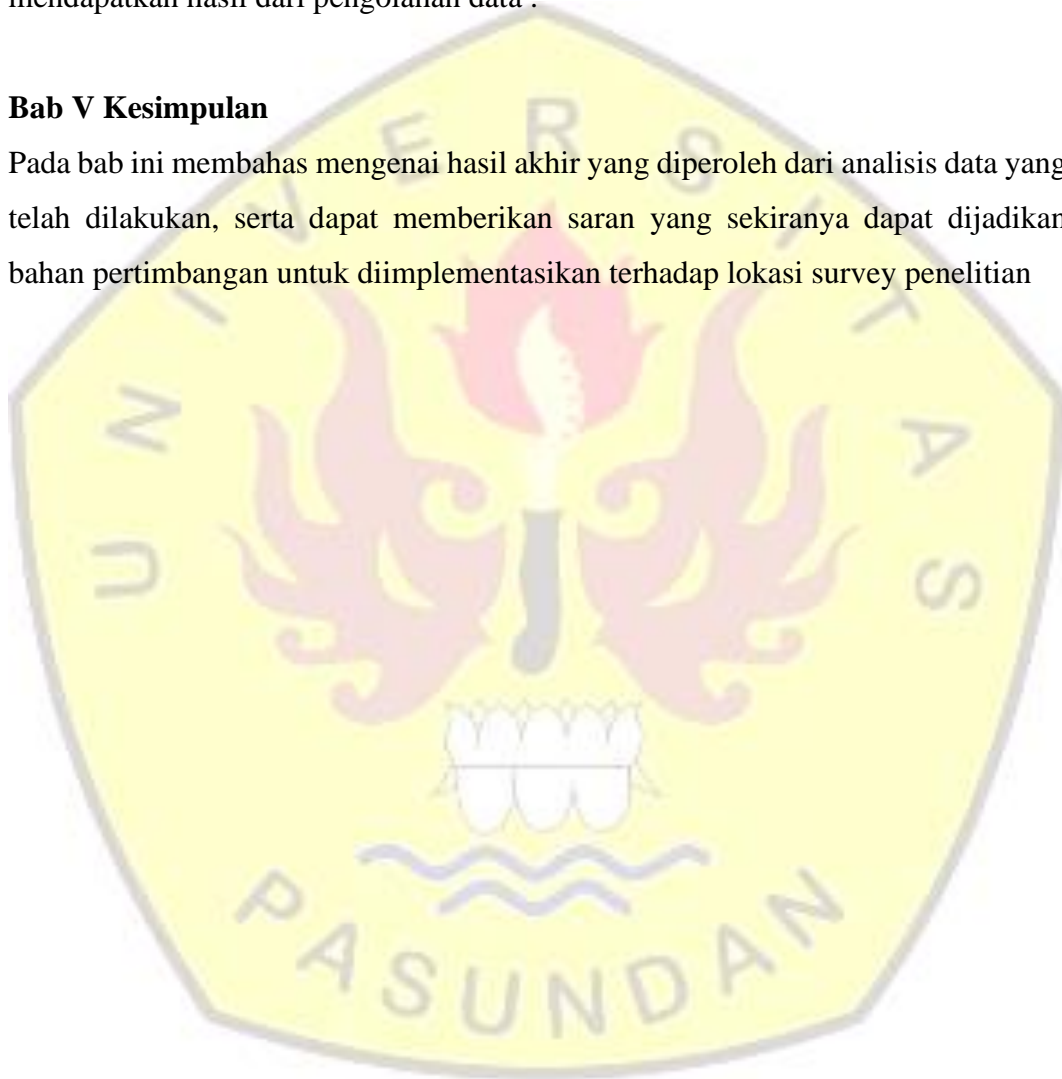 mendapatkan hasil dari pengolahan data .
Bab V Kesimpulan
Pada bab ini membahas mengenai hasil akhir yang diperoleh dari analisis data yang
telah dilakukan, serta dapat memberikan saran yang sekiranya dapat dijadikan
bahan pertimbangan untuk diimplementasikan terhadap lokasi survey penelitian
UNIVERSITAS
PASUNDAN